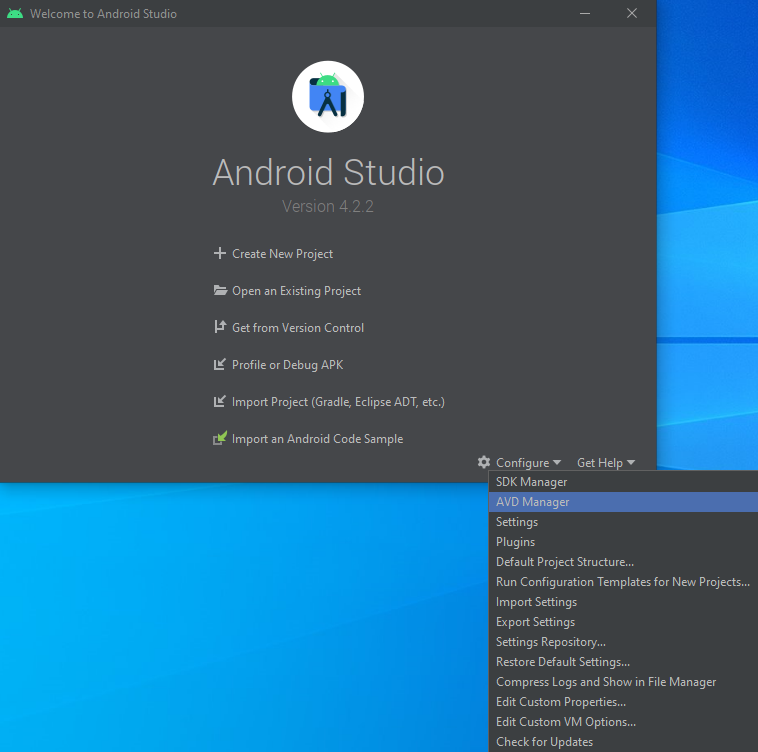 Welcome to Android Studio
Android Studio
Version 4.2.2
Create New Project
Open an Existing Project
Get from Version Control
Profile or Debug APK
Import Project (Gradle, Eclipse ADT, etc.)
Import an Android Code Sample
Configure Get Help
SDK Manager
AVD Manager
Settings
Plugins
Default Project Structure...
Run Configuration Templates for New Projects...
Import Settings
Export Settings
Settings Repository...
Restore Default Settings...
Compress Logs and Show in File Manager
Edit Custom Properties...
Edit Custom VM Options...
Check for Updates